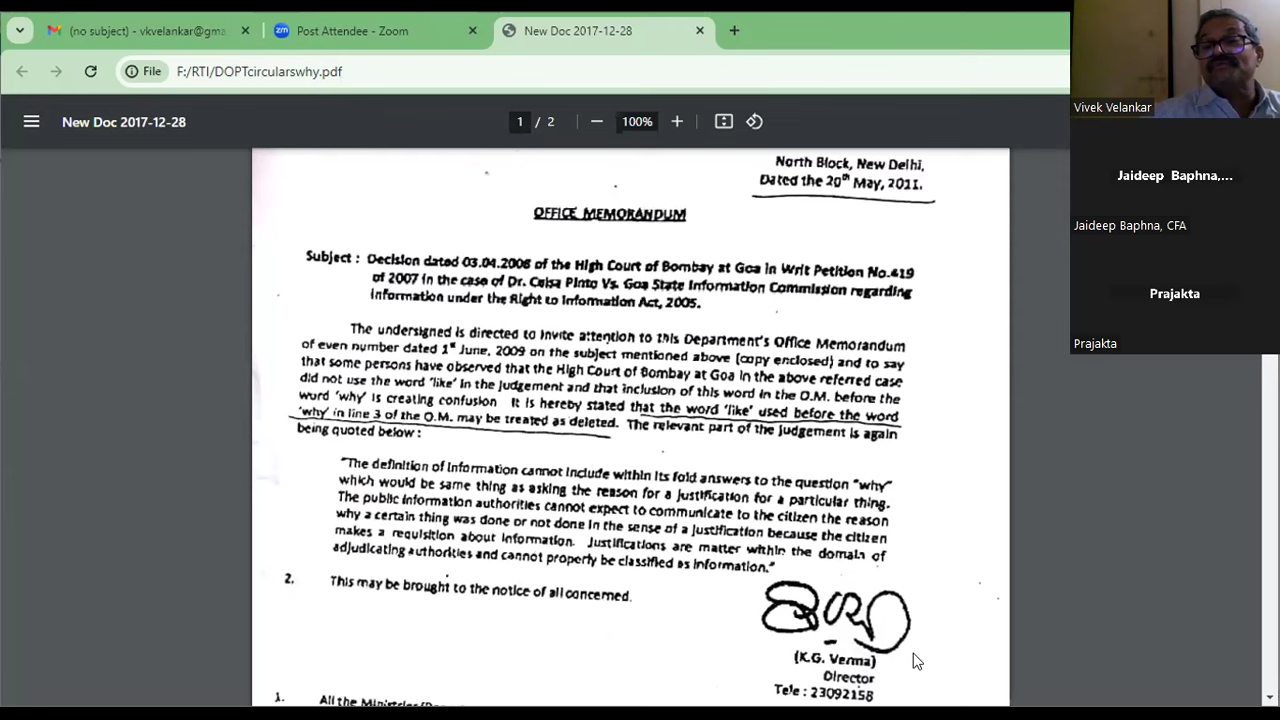 (no subject) - vkvelankar@gma
Post Attendee - Zoom
New Doc 2017-12-28
File
F:/RTI/DOPTcircularswhy.pdf
New Doc 2017-12-28
1 / 2
100%
Vivek Velankar
Jaideep Baphna,...
Jaideep Baphna, CFA
Prajakta
Prajakta
North Block, New Delhi,
Dated the 20th May, 2011.
OFFICE MEMORANDUM
Subject : Decision dated 03.04.2008 of the High Court of Bombay at Goa in Writ Petition No.419
of 2007 in the case of Dr. Celsa Pinto Vs. Goa State Information Commission regarding
information under the Right to Information Act, 2005.
The undersigned is directed to invite attention to this Department's Office Memorandum
of even number dated 1st June, 2009 on the subject mentioned above (copy enclosed) and to say
that some persons have observed that the High Court of Bombay at Goa in the above referred case
did not use the word 'like' in the judgement and that inclusion of this word in the O.M. before the
word 'why' is creating confusion. It is hereby stated that the word 'like' used before the word
'why' in line 3 of the O.M. may be treated as deleted. The relevant part of the judgement is again
being quoted below :
"The definition of information cannot include within its fold answers to the question "why"
which would be same thing as asking the reason for a justification for a particular thing.
The public information authorities cannot expect to communicate to the citizen the reason
why a certain thing was done or not done in the sense of a justification because the citizen
makes a requisition about information. Justifications are matter within the domain of
adjudicating authorities and cannot properly be classified as information."
2. This may be brought to the notice of all concerned.
(K.G. Verma)
Director
Tele : 23092158
1. All the Ministries